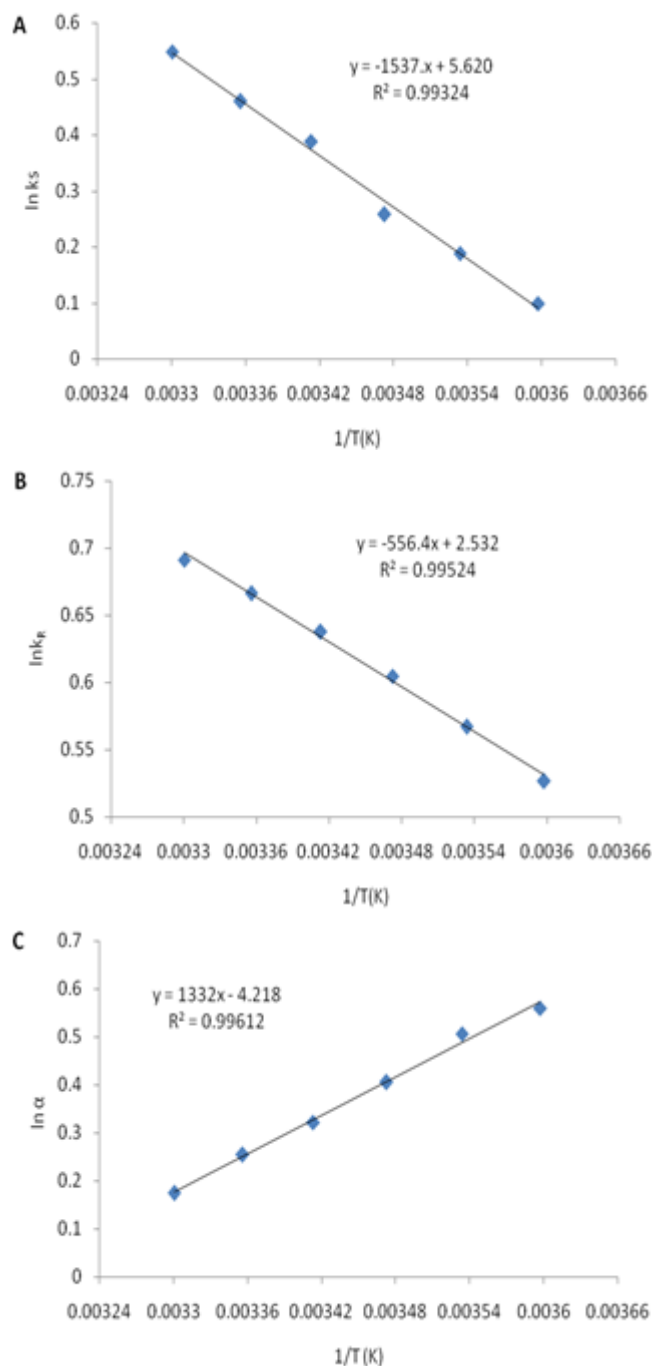 A
0.6
0.5
0.4
0.3
0.2
0.1
0
ln ks
y = -1537.x + 5.620
R² = 0.99324
0.00324 0.0033 0.00336 0.00342 0.00348 0.00354 0.0036 0.00366
1/T(K)
B
0.75
0.7
0.65
0.6
0.55
0.5
lnkR
y = -556.4x + 2.532
R² = 0.99524
0.00324 0.0033 0.00336 0.00342 0.00348 0.00354 0.0036 0.00366
1/T(K)
C
0.7
0.6
0.5
0.4
0.3
0.2
0.1
0
ln α
y = 1332x - 4.218
R² = 0.99612
0.00324 0.0033 0.00336 0.00342 0.00348 0.00354 0.0036 0.00366
1/T(K)